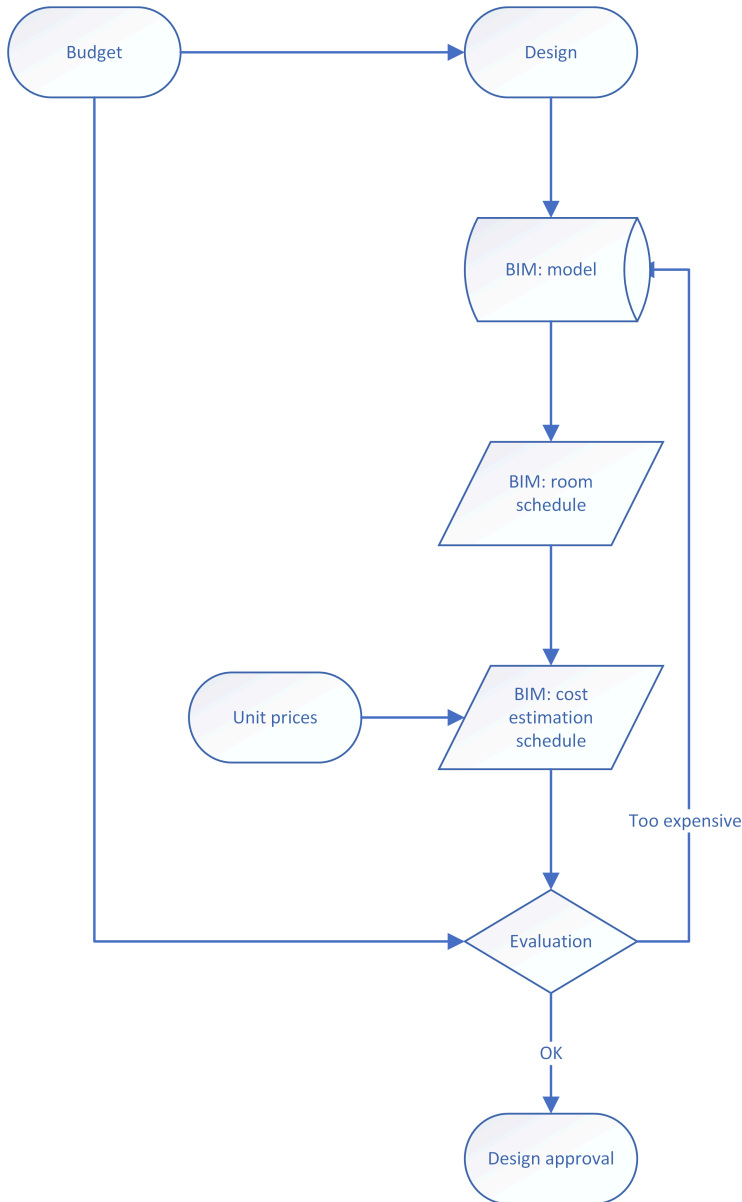 Budget
Design
BIM: model
BIM: room
schedule
BIM: cost
estimation
schedule
Unit prices
Too expensive
Evaluation
OK
Design approval